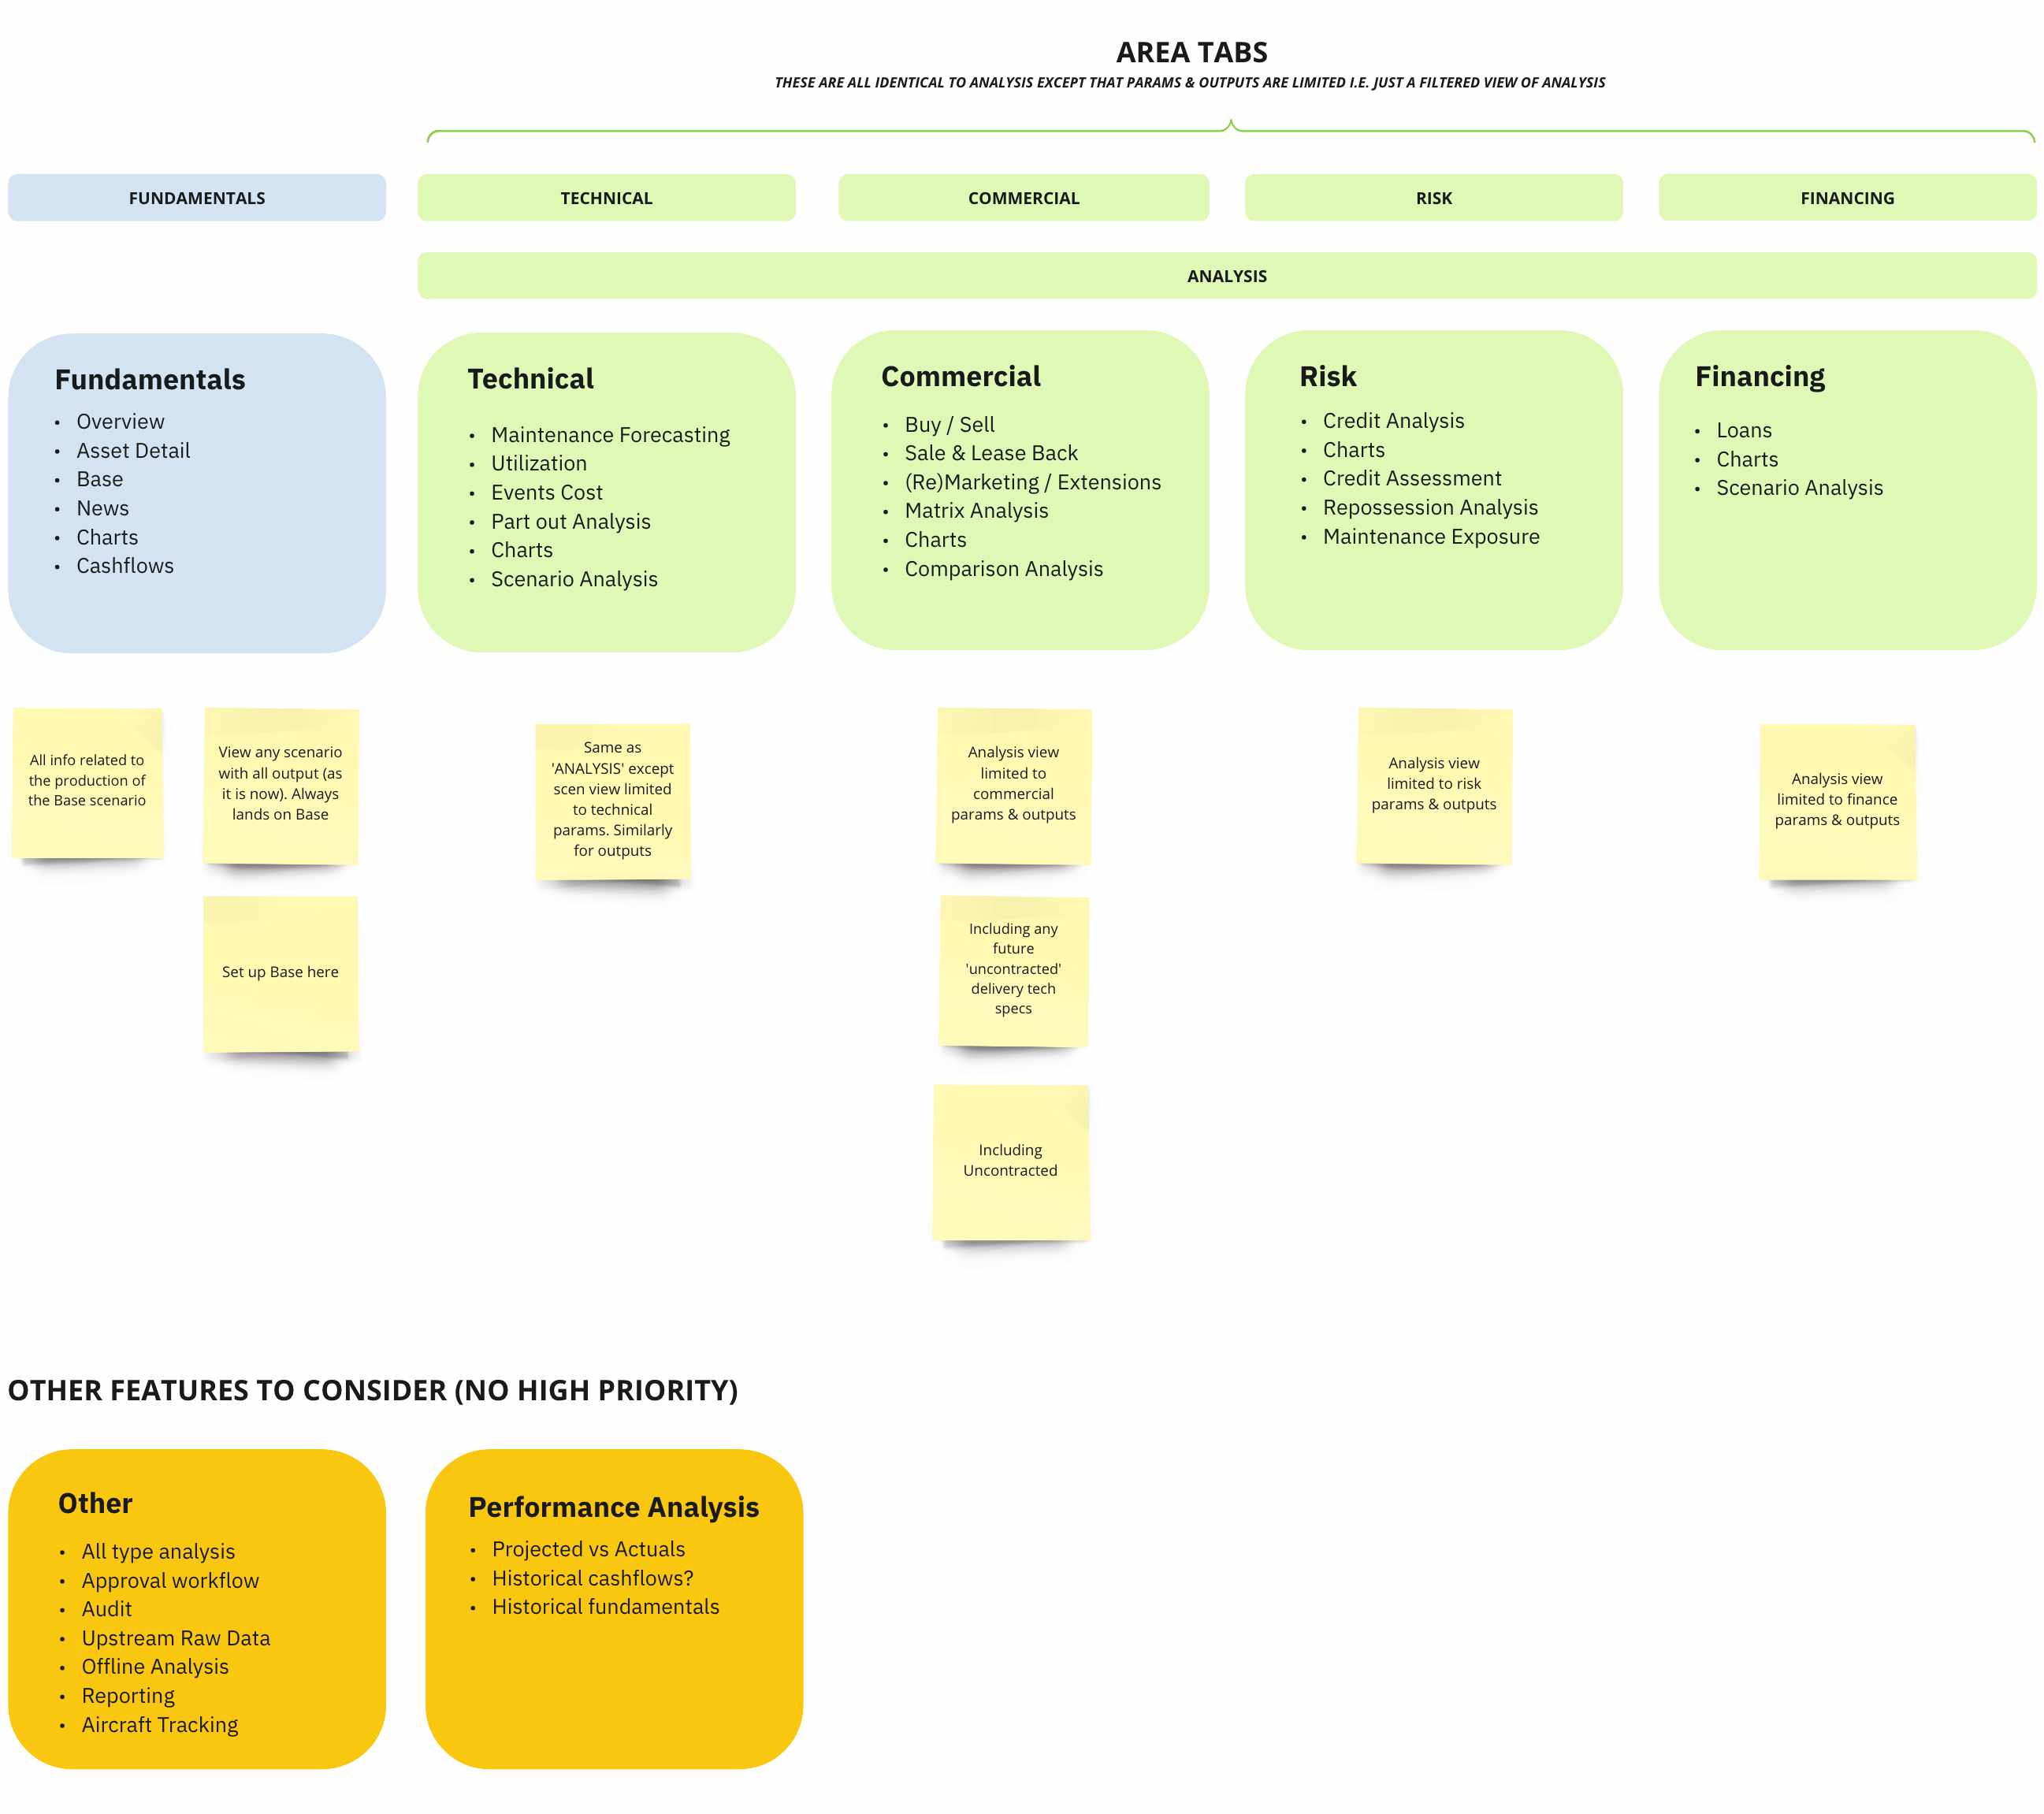 AREA TABS
THESE ARE ALL IDENTICAL TO ANALYSIS EXCEPT THAT PARAMS & OUTPUTS ARE LIMITED I.E. JUST A FILTERED VIEW OF ANALYSIS
FUNDAMENTALS
TECHNICAL
COMMERCIAL
RISK
FINANCING
ANALYSIS
Fundamentals
• Overview
• Asset Detail
• Base
• News
• Charts
• Cashflows
Technical
• Maintenance Forecasting
• Utilization
• Events Cost
• Part out Analysis
• Charts
• Scenario Analysis
Commercial
• Buy / Sell
• Sale & Lease Back
• (Re)Marketing / Extensions
• Matrix Analysis
• Charts
• Comparison Analysis
Risk
• Credit Analysis
• Charts
• Credit Assessment
• Repossession Analysis
• Maintenance Exposure
Financing
• Loans
• Charts
• Scenario Analysis
All info related to
the production of
the Base scenario
View any scenario
with all output (as
it is now). Always
lands on Base
Set up Base here
Same as
'ANALYSIS' except
scen view limited
to technical
params. Similarly
for outputs
Analysis view
limited to
commercial
params & outputs
Including any
future
'uncontracted'
delivery tech
specs
Including
Uncontracted
Analysis view
limited to risk
params & outputs
Analysis view
limited to finance
params & outputs
OTHER FEATURES TO CONSIDER (NO HIGH PRIORITY)
Other
• All type analysis
• Approval workflow
• Audit
• Upstream Raw Data
• Offline Analysis
• Reporting
• Aircraft Tracking
Performance Analysis
• Projected vs Actuals
• Historical cashflows?
• Historical fundamentals